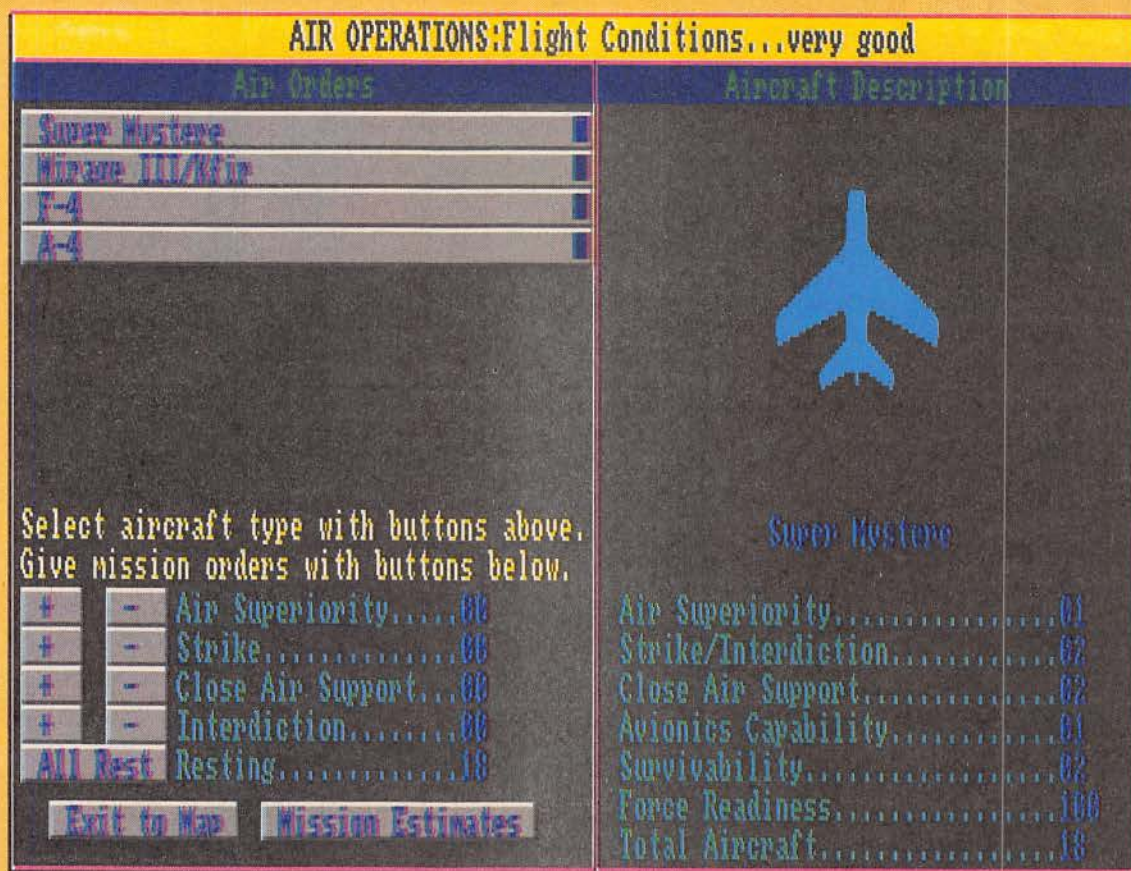 AIR OPERATIONS:Flight Conditions...very good
Air Orders
Super Mystere
Mirage III/Kfir
F-4
A-4
Select aircraft type with buttons above.
Give mission orders with buttons below.
+ - Air Superiority.....00
+ - Strike...............00
+ - Close Air Support...00
+ - Interdiction.........00
All Rest Resting..............18
Exit to Map Mission Estimates
Aircraft Description
Super Mystere
Air Superiority.................01
Strike/Interdiction.............02
Close Air Support...............02
Avionics Capability.............01
Survivability...................02
Force Readiness.................100
Total Aircraft..................18